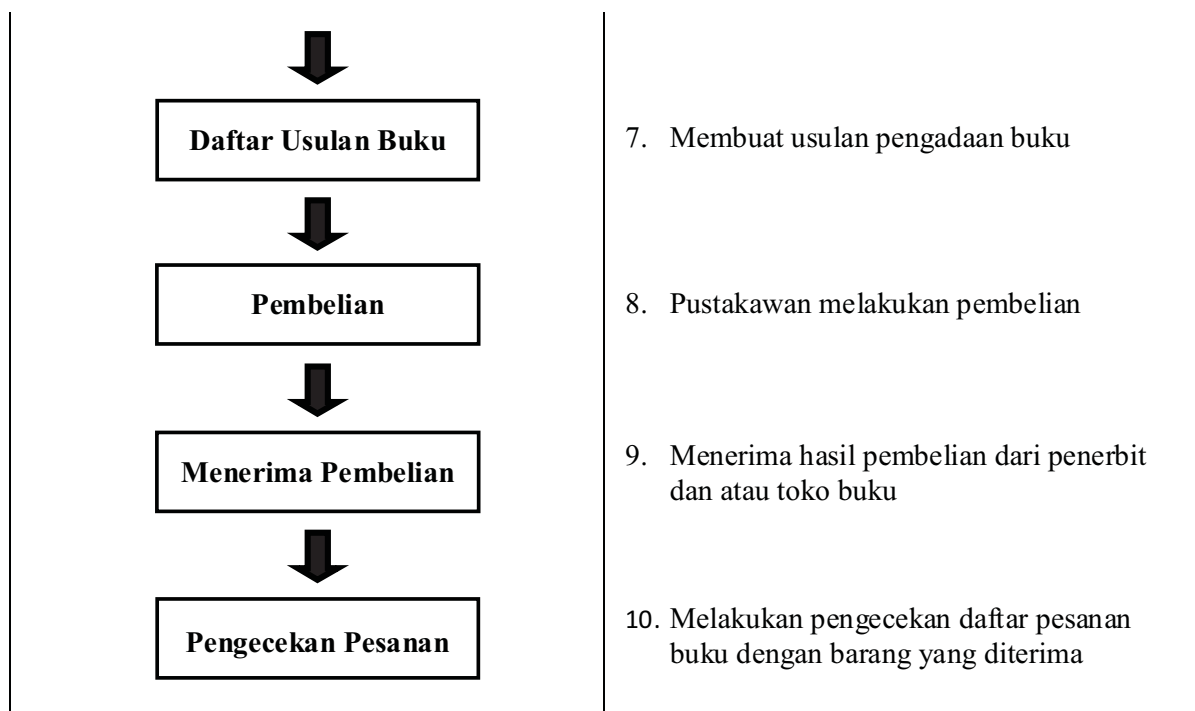 Daftar Usulan Buku
7. Membuat usulan pengadaan buku
Pembelian
8. Pustakawan melakukan pembelian
Menerima Pembelian
9. Menerima hasil pembelian dari penerbit
dan atau toko buku
Pengecekan Pesanan
10. Melakukan pengecekan daftar pesanan
buku dengan barang yang diterima